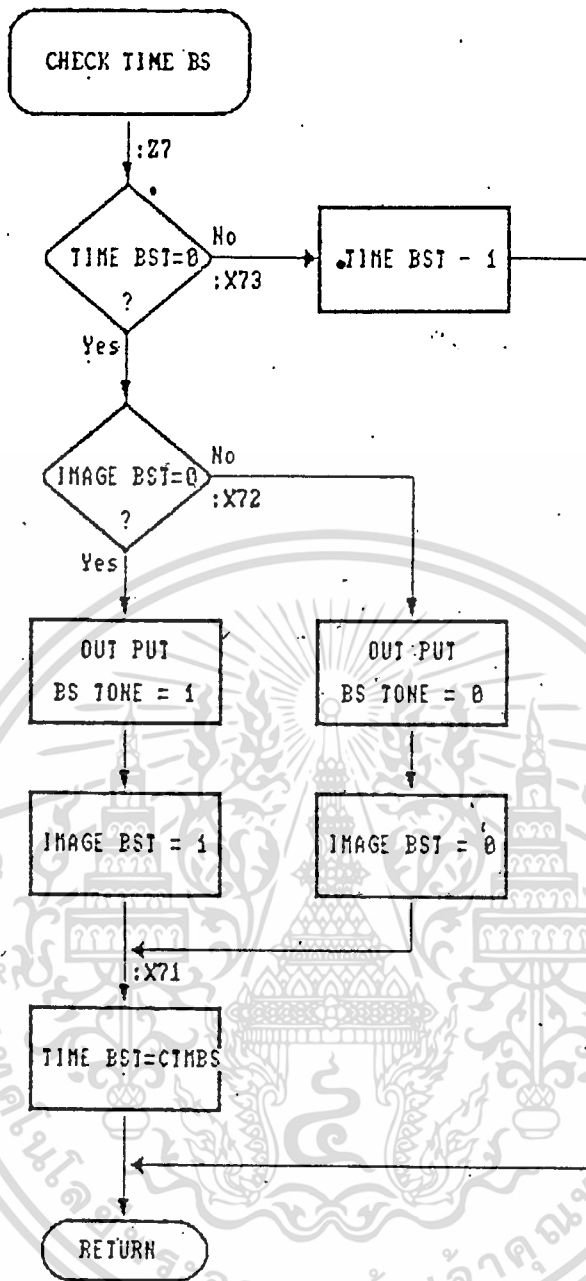 CHECK TIME BS
:Z7
TIME BST=0
?
No
:X73
TIME BST - 1
Yes
IMAGE BST=0
?
No
:X72
Yes
OUT PUT
BS TONE = 1
OUT PUT
BS TONE = 0
IMAGE BST = 1
IMAGE BST = 0
:X71
TIME BST=CTMBS
RETURN